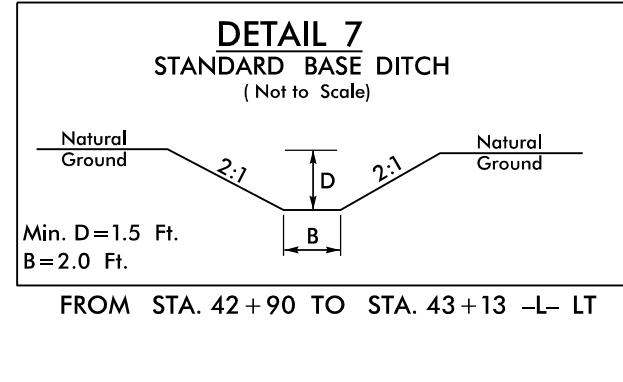 DETAIL 7
STANDARD BASE DITCH
( Not to Scale)
Natural
Ground
2:1
D
2:1
Natural
Ground
B
Min. D=1.5 Ft.
B=2.0 Ft.
FROM STA. 42+90 TO STA. 43+13 -L- LT